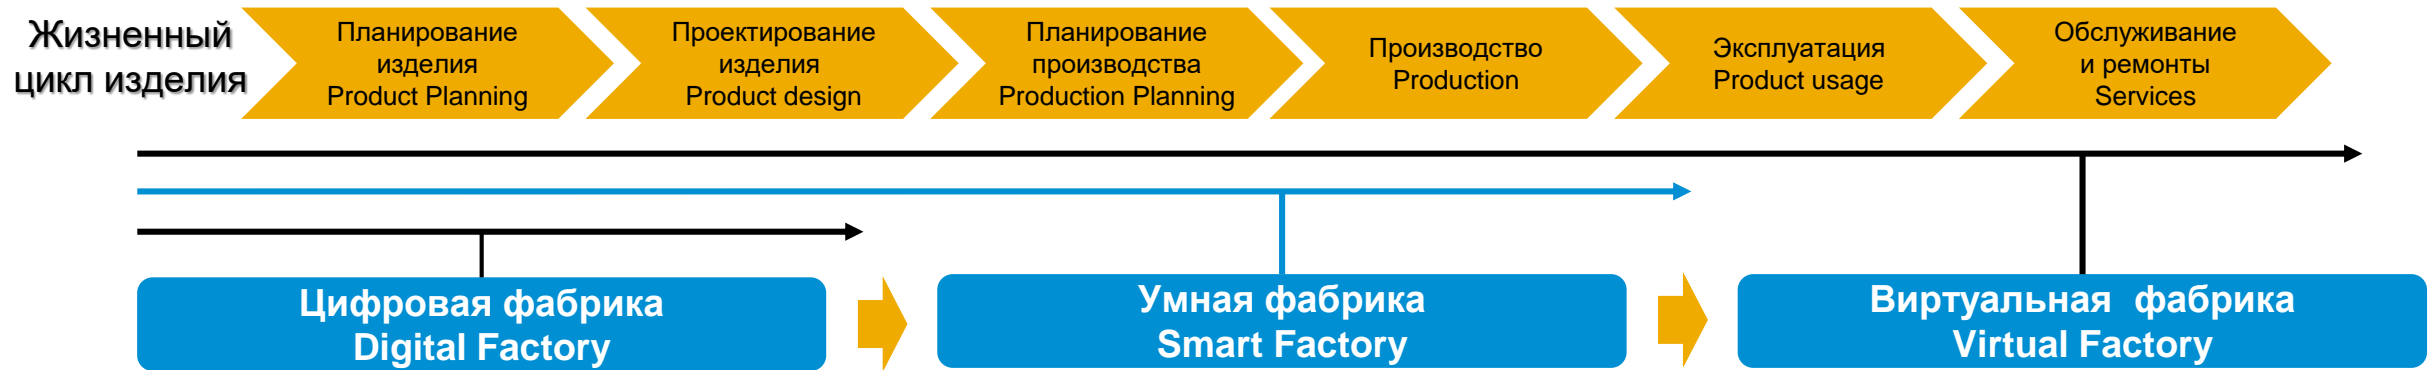 Жизненный
цикл изделия
Планирование
изделия
Product Planning
Проектирование
изделия
Product design
Планирование
производства
Production Planning
Производство
Production
Эксплуатация
Product usage
Обслуживание
и ремонты
Services
Цифровая фабрика
Digital Factory
Умная фабрика
Smart Factory
Виртуальная фабрика
Virtual Factory